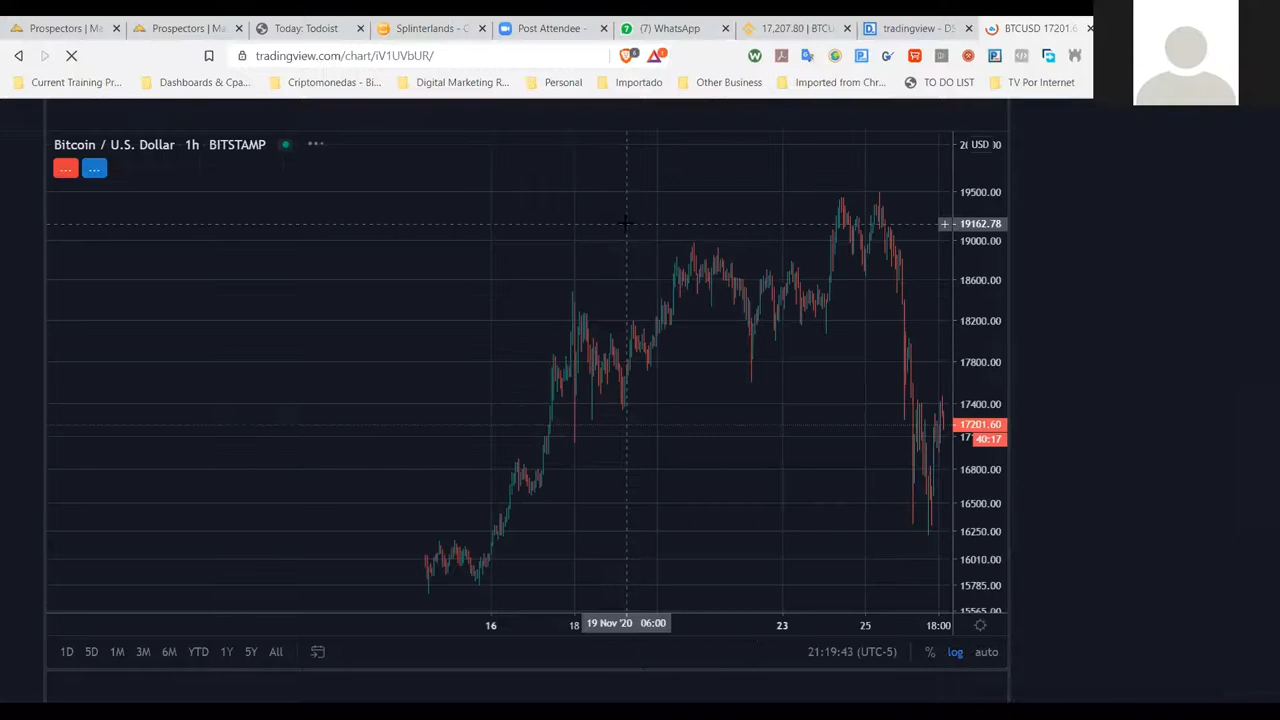 Prospectors | Ma
Prospectors | Ma
Today: Todoist
Splinterlands - C
Post Attendee -
(7) WhatsApp
17,207.80 | BTCU
tradingview - DS
BTCUSD 17201.6
tradingview.com/chart/iV1UVbUR/
6
1
Current Training Pr...
Dashboards & Cpa...
Criptomonedas - Bi...
Digital Marketing R...
Personal
Importado
Other Business
Imported from Chr...
TO DO LIST
TV Por Internet
Bitcoin / U.S. Dollar 1h BITSTAMP
USD
... ...
19500.00
19162.78
19000.00
18600.00
18200.00
17800.00
17400.00
17201.60
40:17
16800.00
16500.00
16250.00
16010.00
15785.00
15565.00
16 18 19 Nov '20 06:00 23 25 18:00
1D 5D 1M 3M 6M YTD 1Y 5Y All 21:19:43 (UTC-5) % log auto